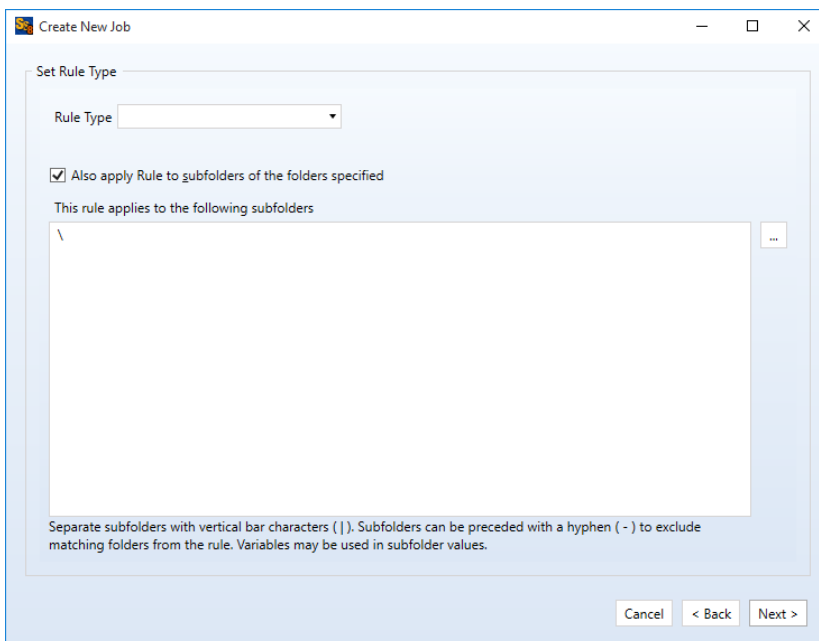 Create New Job
Set Rule Type
Rule Type
Also apply Rule to subfolders of the folders specified
This rule applies to the following subfolders
\
...
Separate subfolders with vertical bar characters ( | ). Subfolders can be preceded with a hyphen ( - ) to exclude
matching folders from the rule. Variables may be used in subfolder values.
Cancel
< Back
Next >